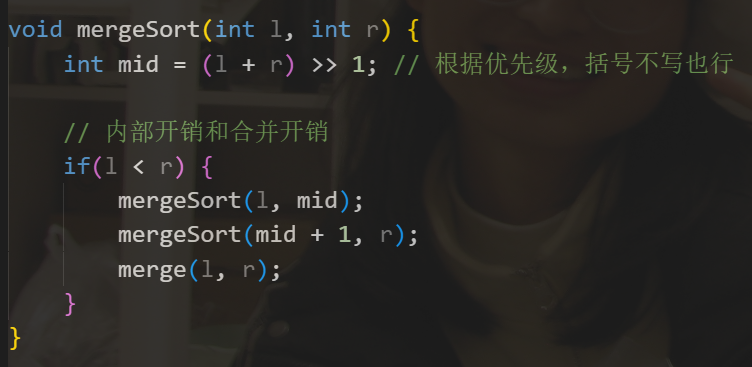 void mergeSort(int l, int r) {
    int mid = (l + r) >> 1; // 根据优先级，括号不写也行
    // 内部开销和合并开销
    if(l < r) {
        mergeSort(l, mid);
        mergeSort(mid + 1, r);
        merge(l, r);
    }
}